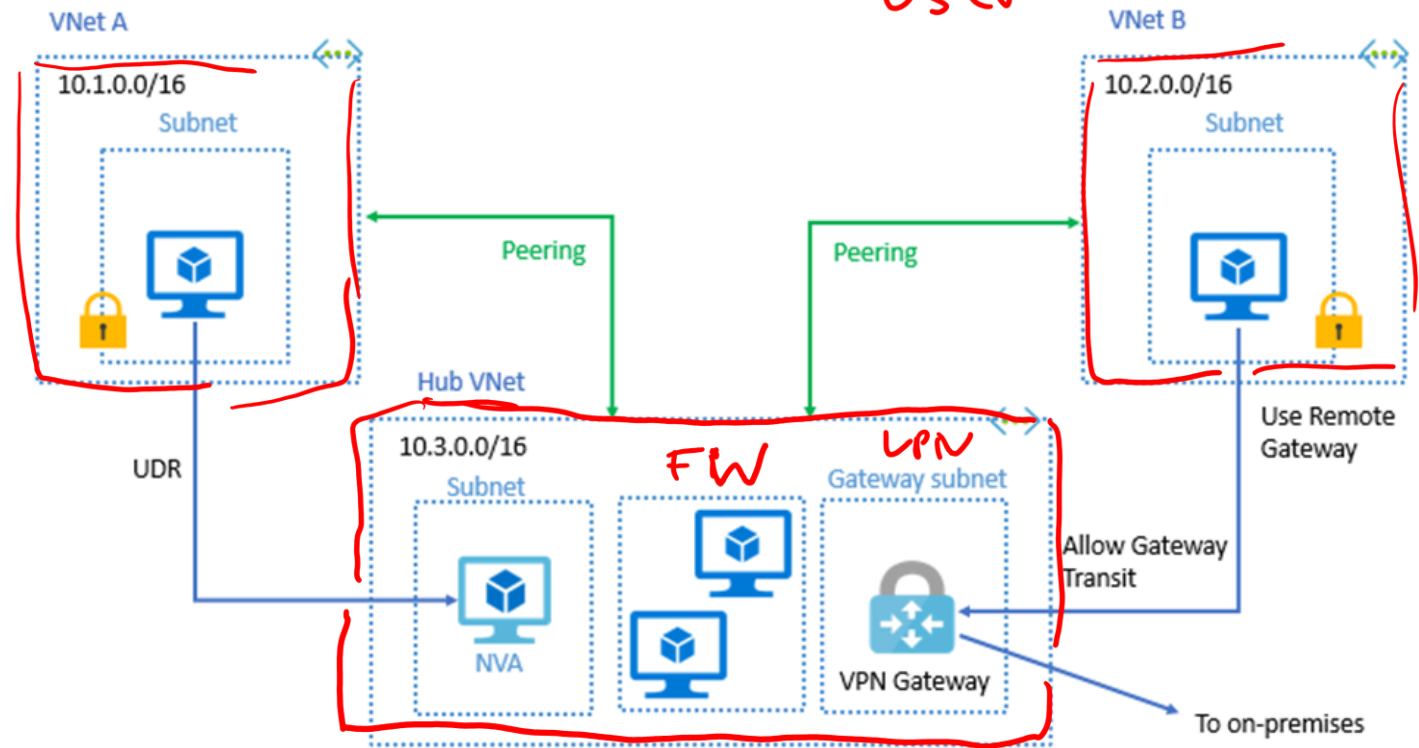 VNet A
VNet B
10.1.0.0/16
Subnet
10.2.0.0/16
Subnet
Peering
Peering
Hub VNet
UDR
10.3.0.0/16
FW
VPN
Subnet
Gateway subnet
Use Remote
Gateway
Allow Gateway
Transit
NVA
VPN Gateway
To on-premises